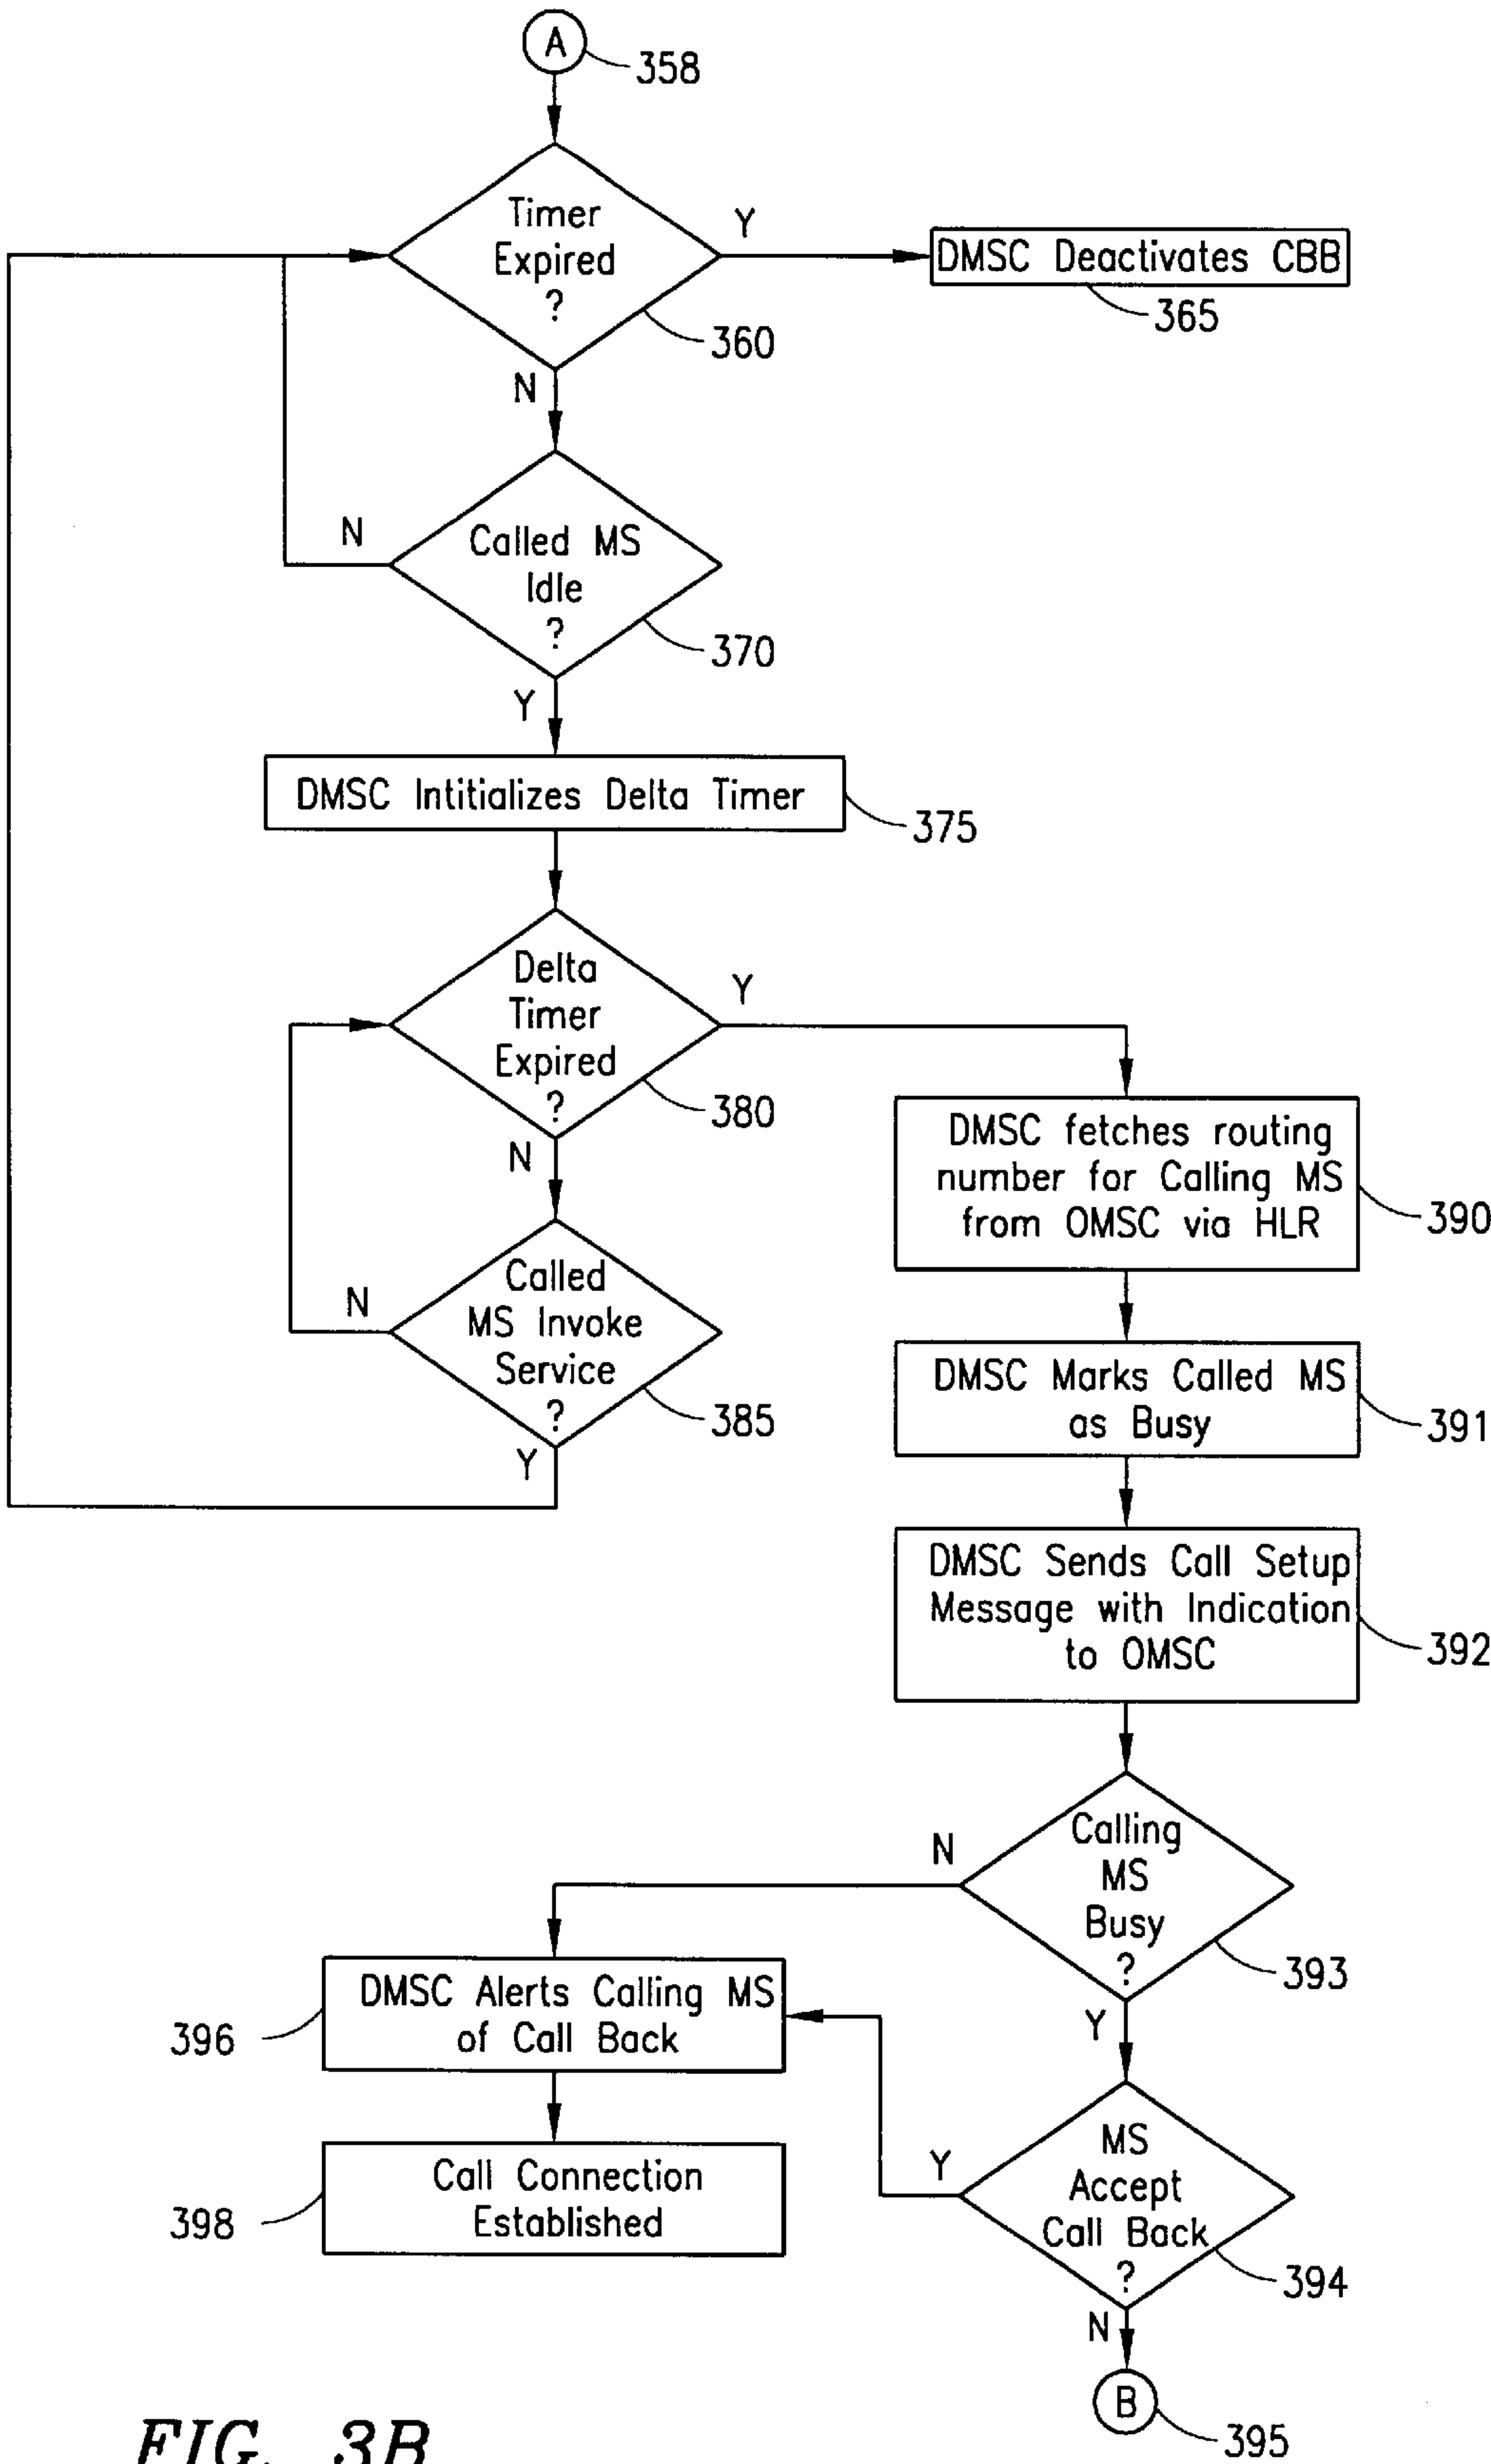 A
358
Timer
Expired
?
Y
360
DMSC Deactivates CBB
365
N
Called MS
Idle
?
N
370
Y
DMSC Intitializes Delta Timer
375
Delta
Timer
Expired
?
Y
380
N
Called
MS Invoke
Service
?
N
385
Y
DMSC fetches routing
number for Calling MS
from OMSC via HLR
390
DMSC Marks Called MS
as Busy
391
DMSC Sends Call Setup
Message with Indication
to OMSC
392
Calling
MS
Busy
?
N
393
Y
DMSC Alerts Calling MS
of Call Back
396
MS
Accept
Call Back
?
Y
394
Call Connection
Established
398
N
B
395
FIG. 3B